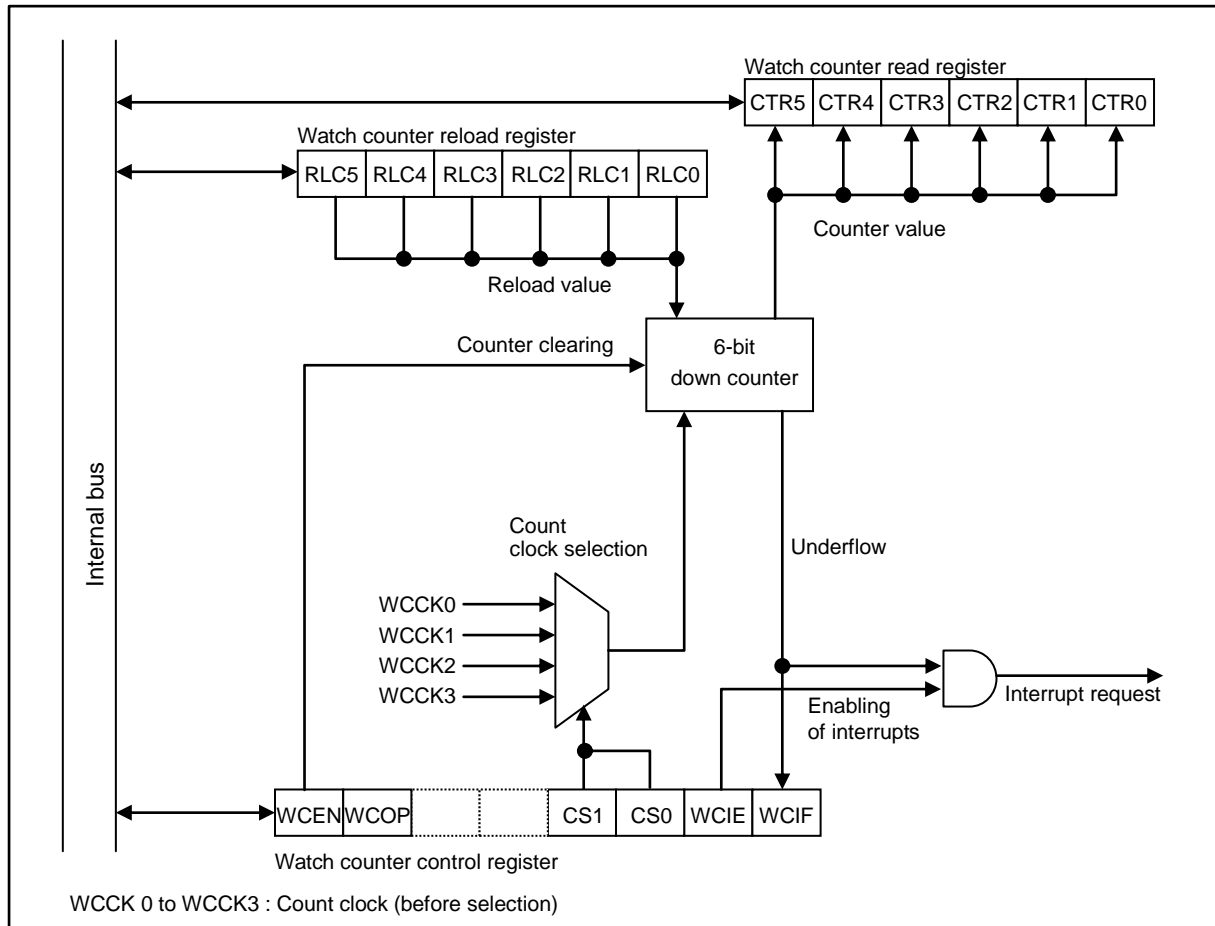 Watch counter read register
CTR5 CTR4 CTR3 CTR2 CTR1 CTR0
Watch counter reload register
RLC5 RLC4 RLC3 RLC2 RLC1 RLC0
Counter value
Reload value
Counter clearing
6-bit
down counter
Internal bus
Count
clock selection
Underflow
WCCK0
WCCK1
WCCK2
WCCK3
Enabling
of interrupts
Interrupt request
WCEN WCOP CS1 CS0 WCIE WCIF
Watch counter control register
WCCK 0 to WCCK3 : Count clock (before selection)